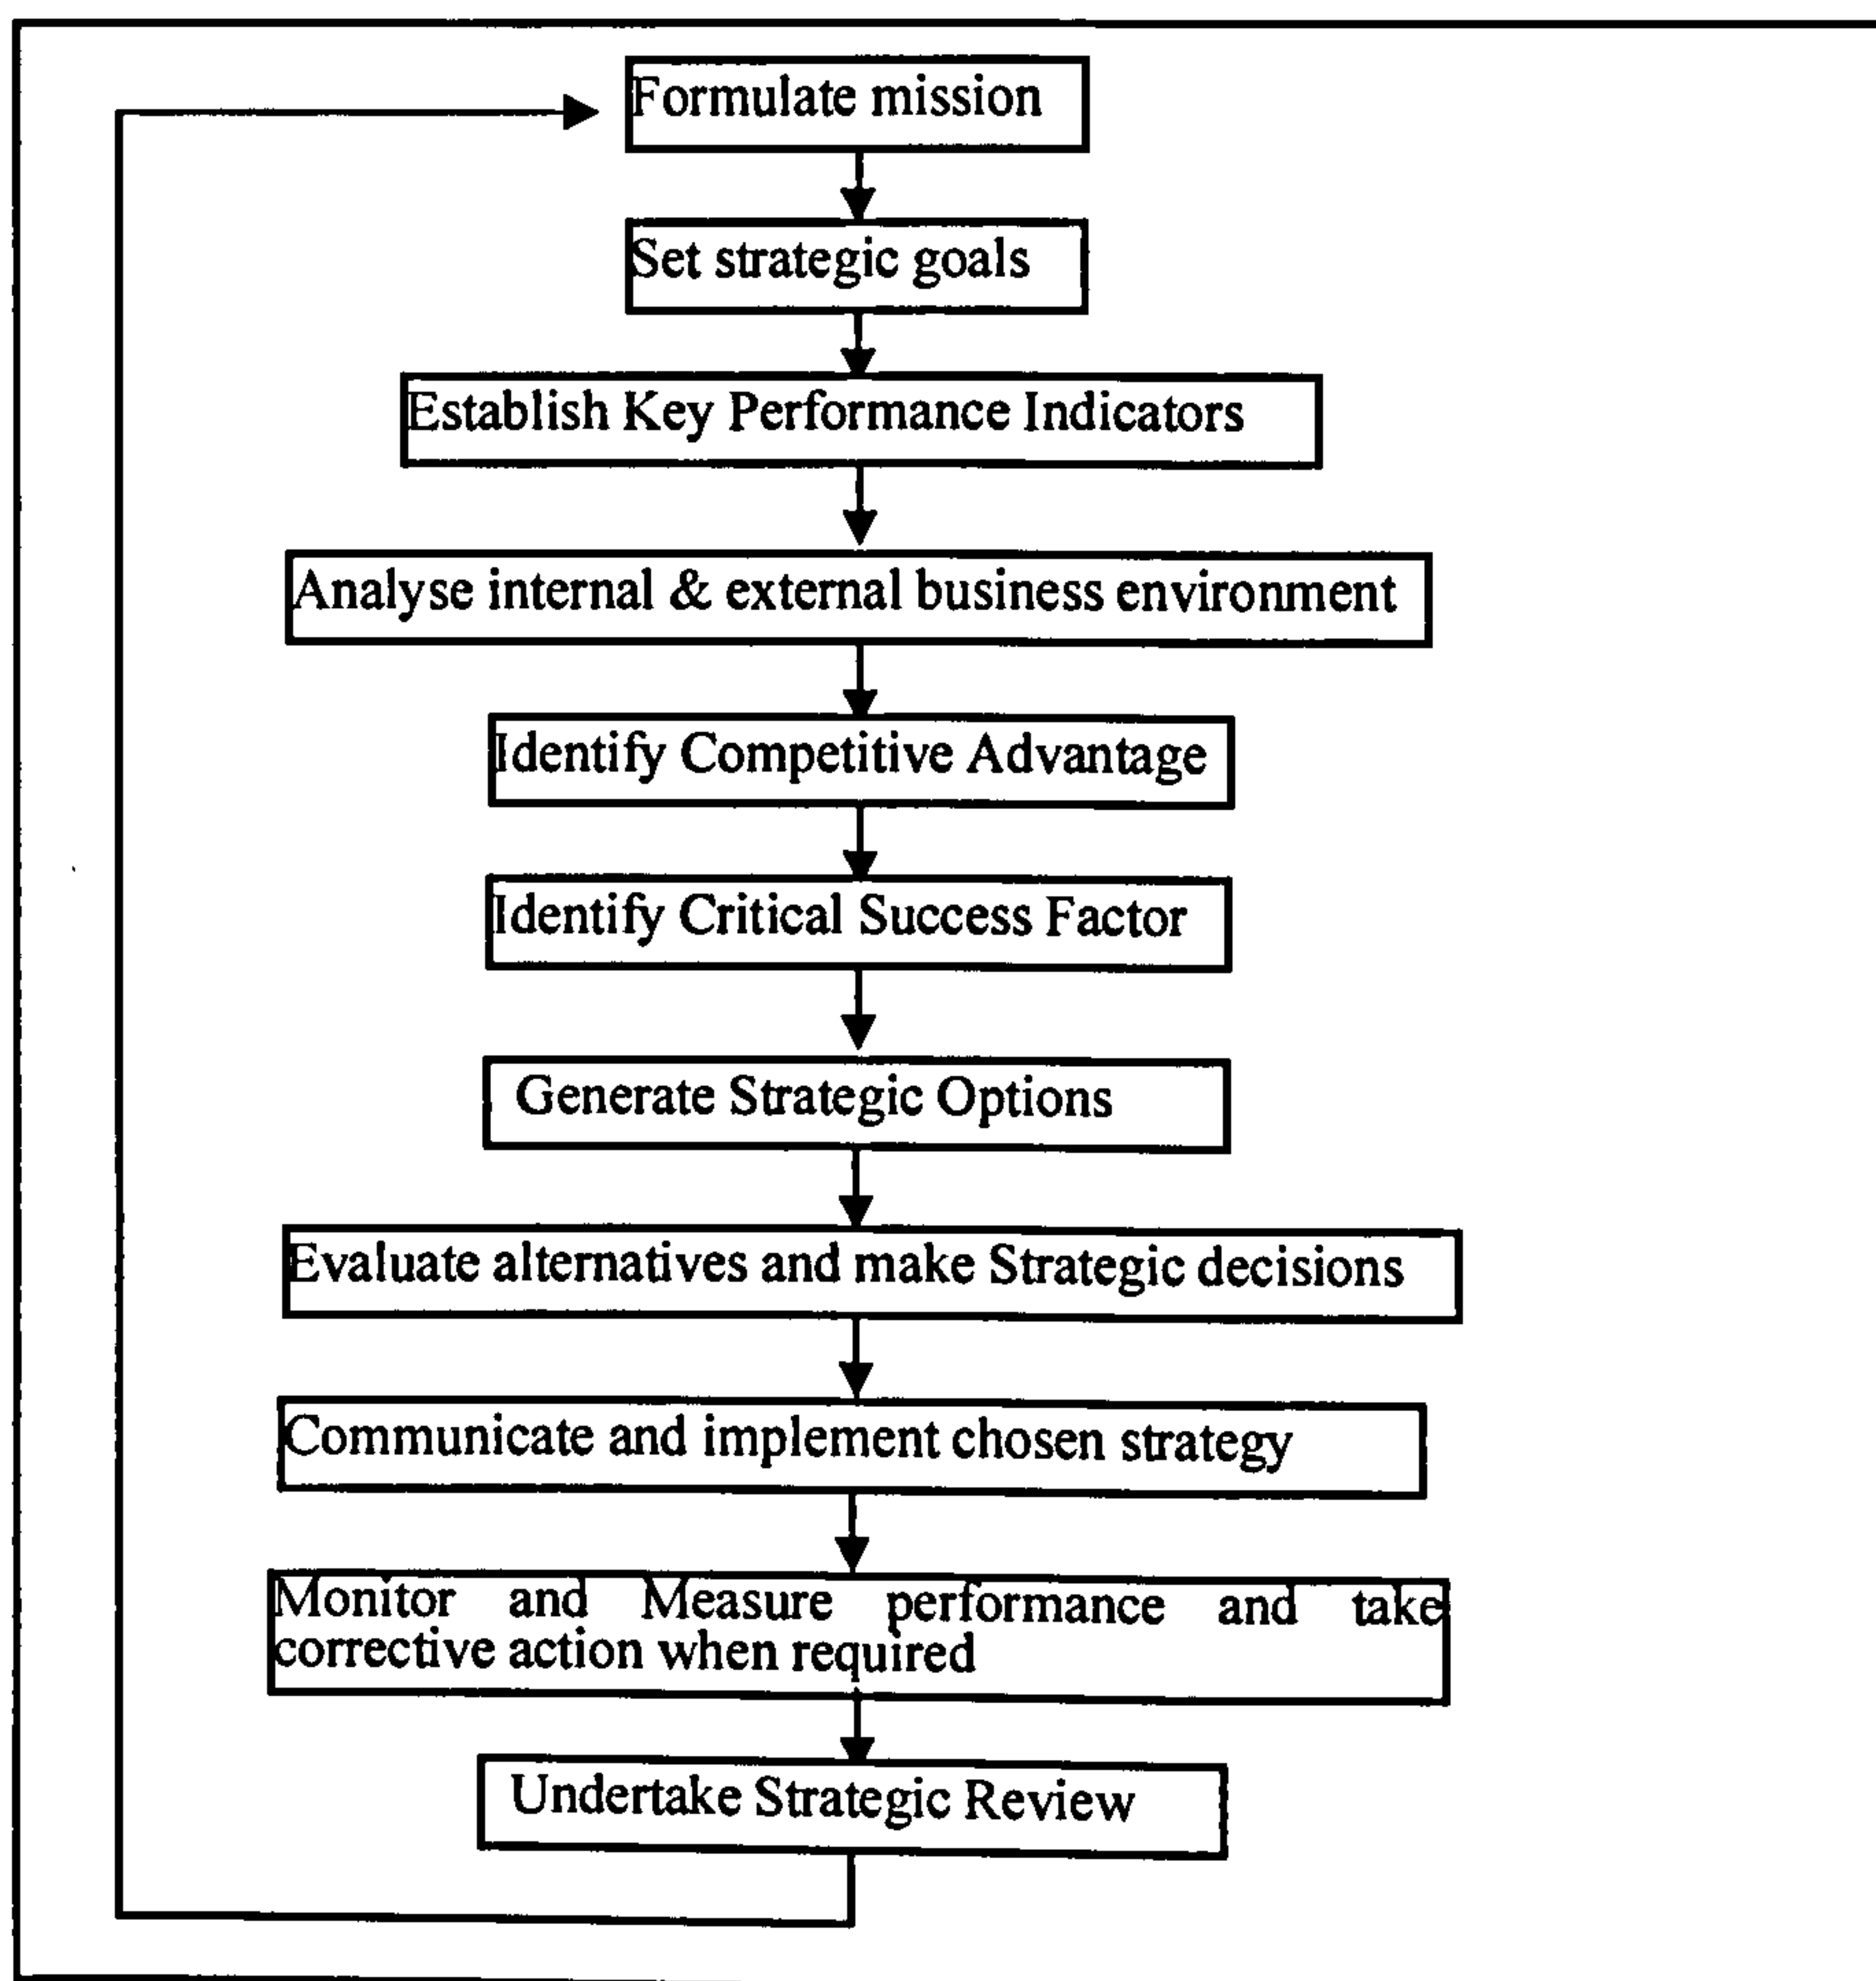 Formulate mission
Set strategic goals
Establish Key Performance Indicators
Analyse internal & external business environment
Identify Competitive Advantage
Identify Critical Success Factor
Generate Strategic Options
Evaluate alternatives and make Strategic decisions
Communicate and implement chosen strategy
Monitor and Measure performance and take
corrective action when required
Undertake Strategic Review